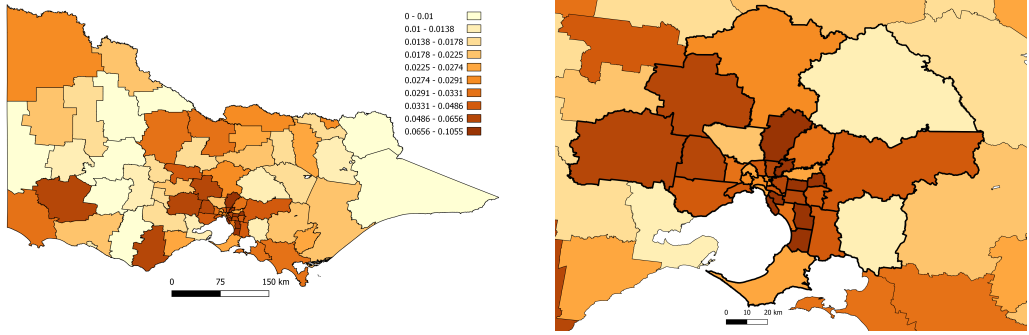 0 - 0.01
0.01 - 0.0138
0.0138 - 0.0178
0.0178 - 0.0225
0.0225 - 0.0274
0.0274 - 0.0291
0.0291 - 0.0331
0.0331 - 0.0486
0.0486 - 0.0656
0.0656 - 0.1055
0 75 150 km
0 10 20 km